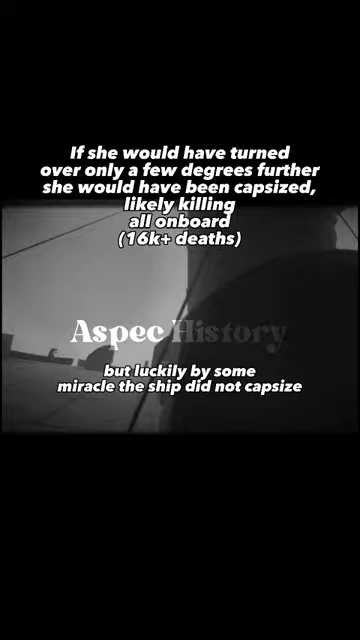 If she would have turned
over only a few degrees further
she would have been capsized,
likely killing
all onboard
(16k+ deaths)
Aspec History
but luckily by some
miracle the ship did not capsize